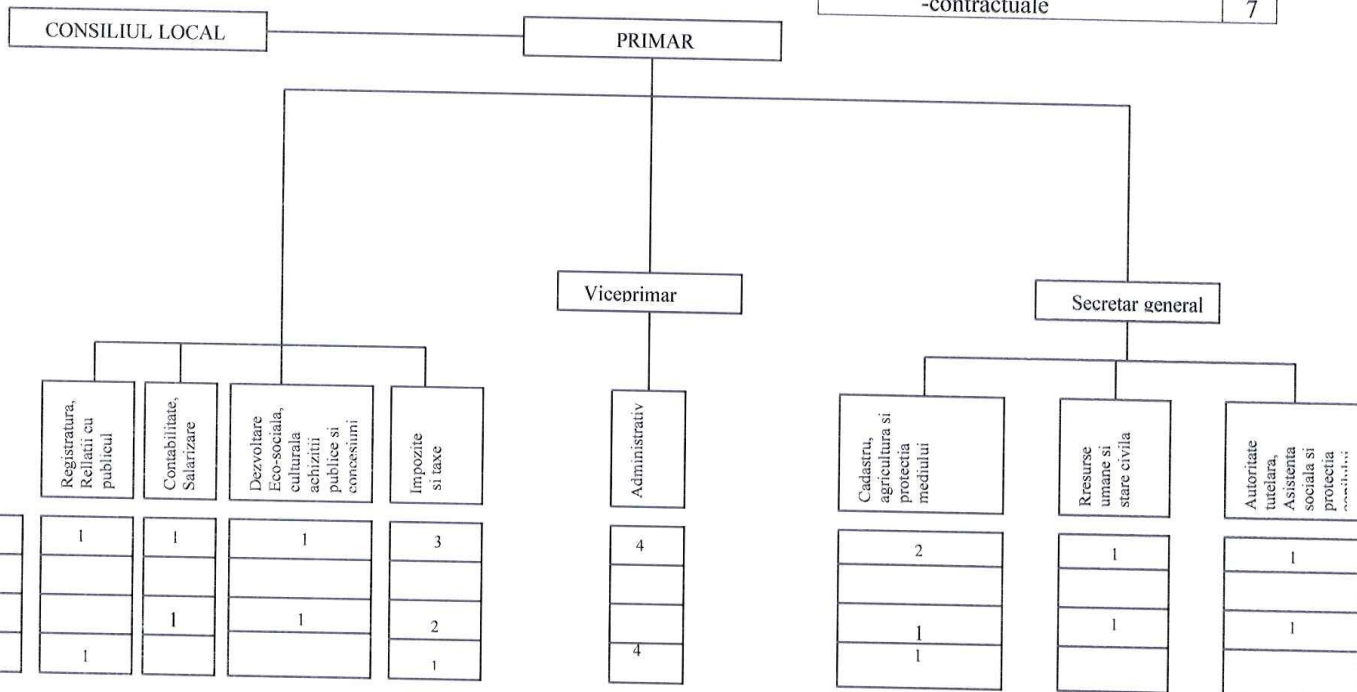 -contractuale 7
CONSILIUL LOCAL
PRIMAR
Viceprimar
Secretar general
Registratura,
Rellatii cu
publicul
Contabilitate,
Salarizare
Dezvoltare
Eco-sociala,
culturala
achizitii
publice si
concesiuni
Impozite
si taxe
Administrativ
Cadastru,
agricultura si
protectia
mediului
Rresurse
umane si
stare civila
Autoritate
tutelara,
Asistenta
sociala si
protectia
1 1 1 3 4 2 1 1
1 1 2 1 1 1
1 1 4 1